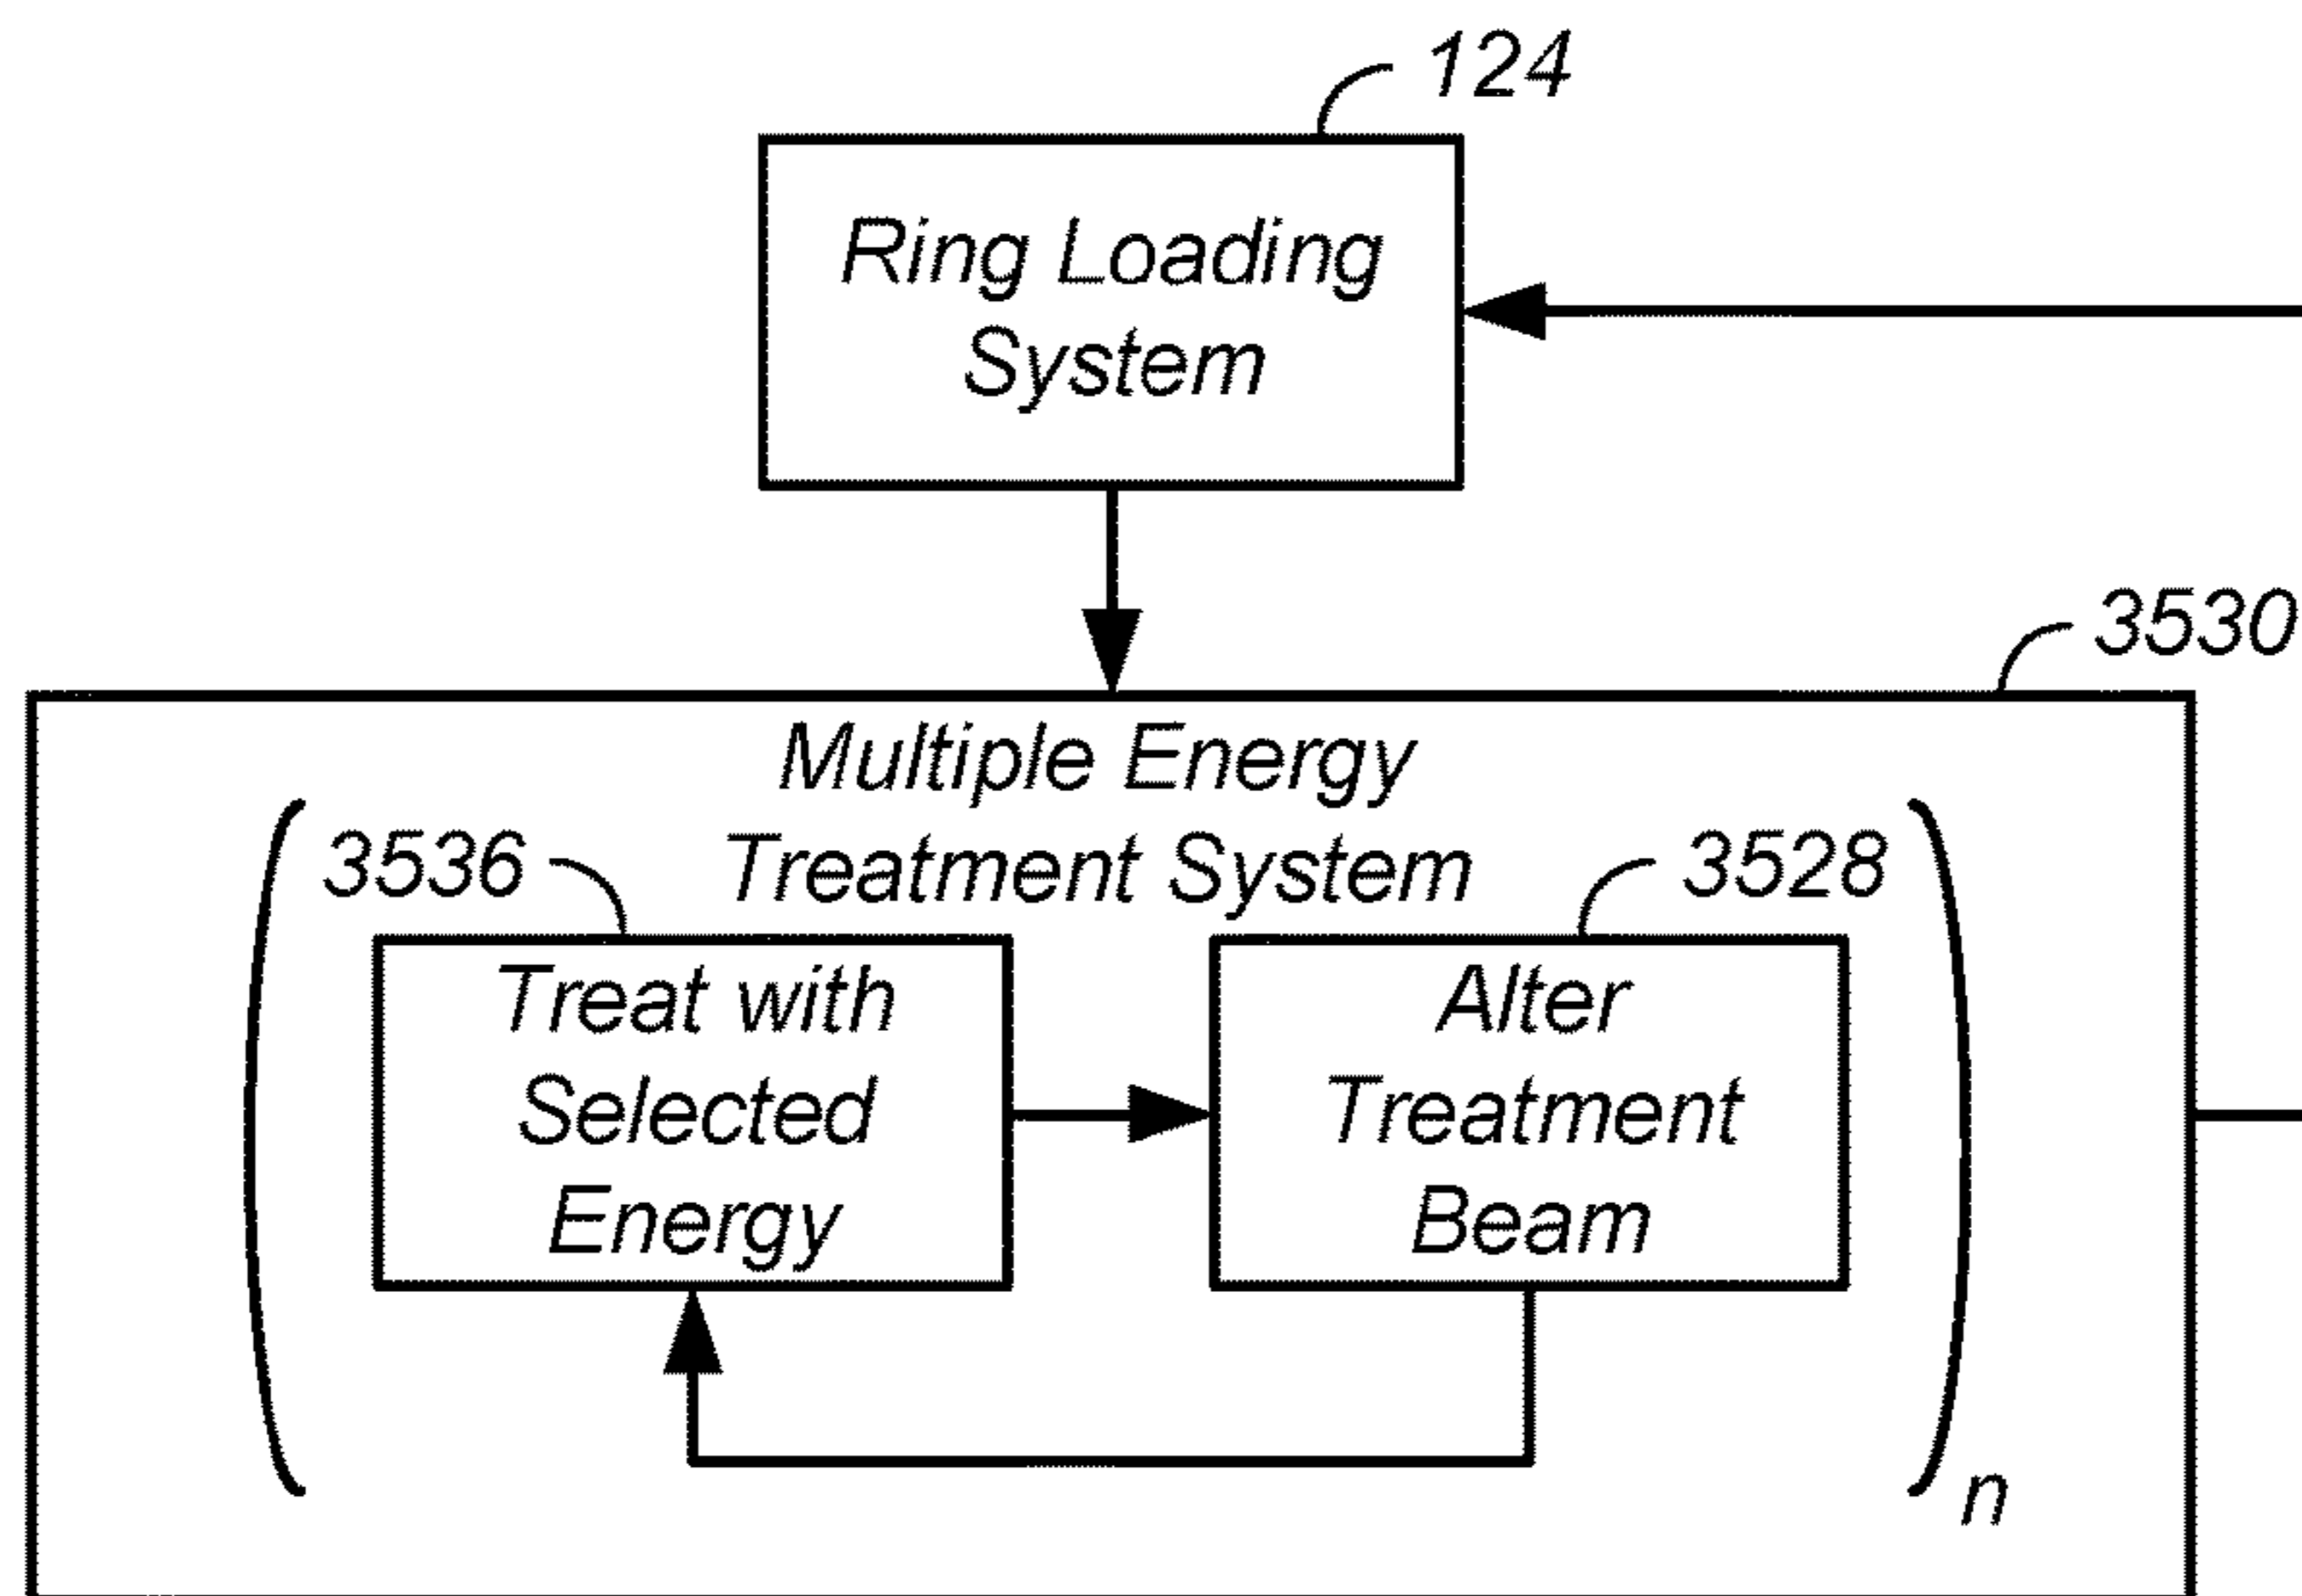 124
Ring Loading
System
3530
Multiple Energy
Treatment System
3536
3528
Treat with
Selected
Energy
Alter
Treatment
Beam
n